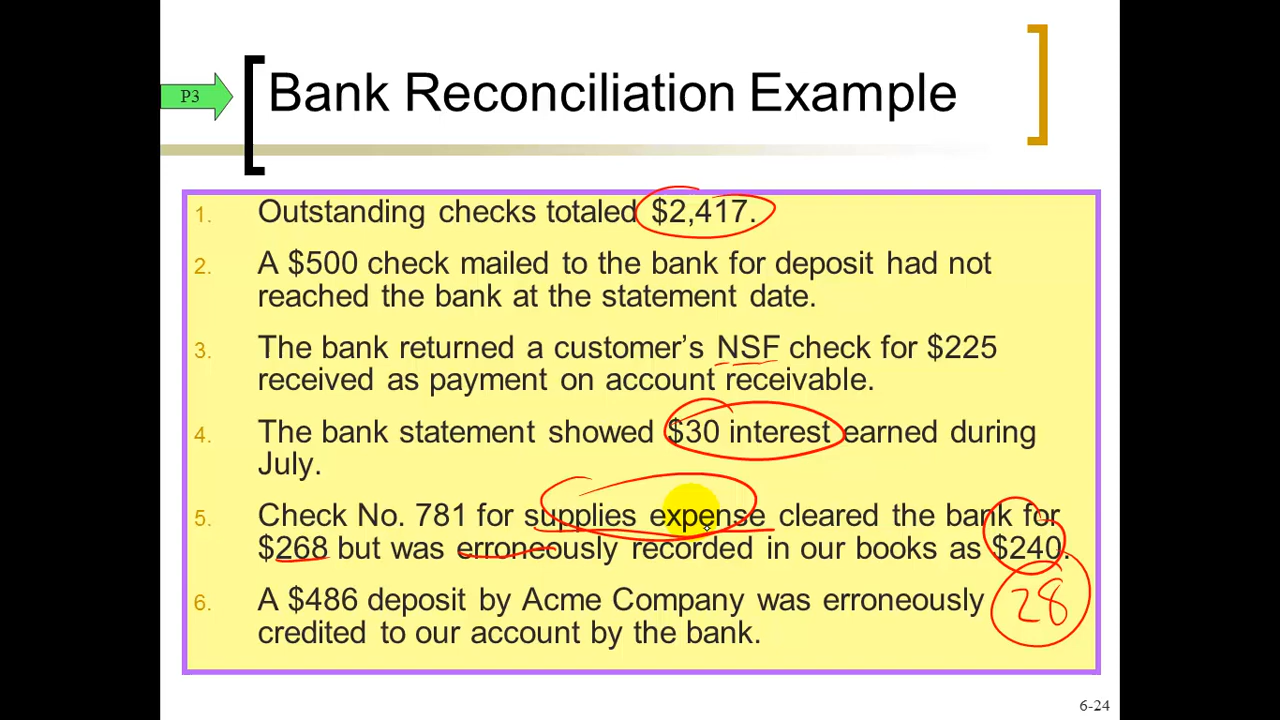 P3
Bank Reconciliation Example
1. Outstanding checks totaled $2,417.
2. A $500 check mailed to the bank for deposit had not
reached the bank at the statement date.
3. The bank returned a customer's NSF check for $225
received as payment on account receivable.
4. The bank statement showed $30 interest earned during
July.
5. Check No. 781 for supplies expense cleared the bank for
$268 but was erroneously recorded in our books as $240.
6. A $486 deposit by Acme Company was erroneously
28
credited to our account by the bank.
6-24